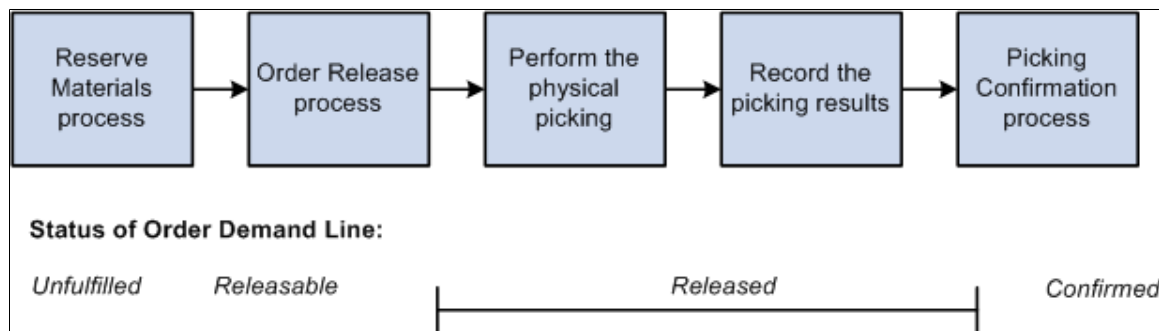 Reserve
Materials
process
Order Release
process
Perform the
physical
picking
Record the
picking results
Picking
Confirmation
process
Status of Order Demand Line:
Unfulfilled Releasable Released Confirmed